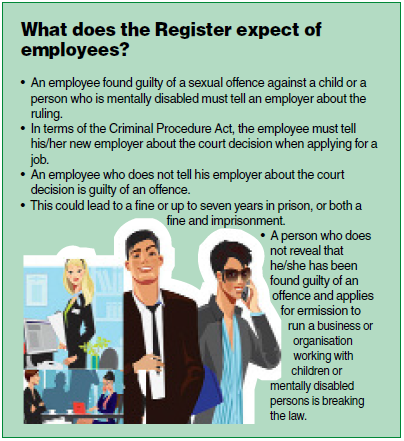 What does the Register expect of
employees?
• An employee found guilty of a sexual offence against a child or a
person who is mentally disabled must tell an employer about the
ruling.
• In terms of the Criminal Procedure Act, the employee must tell
his/her new employer about the court decision when applying for a
job.
• An employee who does not tell his employer about the court
decision is guilty of an offence.
• This could lead to a fine or up to seven years in prison, or both a
fine and imprisonment.
• A person who does
not reveal that
he/she has been
found guilty of an
offence and applies
for ermission to
run a business or
organisation
working with
children or
mentally disabled
persons is breaking
the law.